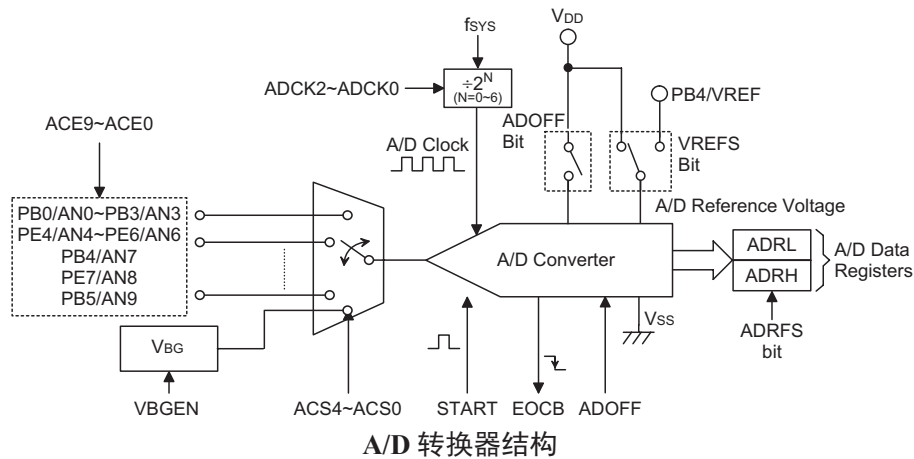 fSYS
VDD
ADCK2~ADCK0
÷2^N
(N=0~6)
PB4/VREF
ADOFF
Bit
VREFS
Bit
ACE9~ACE0
A/D Clock
A/D Reference Voltage
PB0/AN0~PB3/AN3
PE4/AN4~PE6/AN6
PB4/AN7
PE7/AN8
PB5/AN9
A/D Converter
ADRL
ADRH
A/D Data
Registers
VSS
ADRFS
bit
VBG
VBGEN
ACS4~ACS0
START
EOCB
ADOFF
A/D 转换器结构